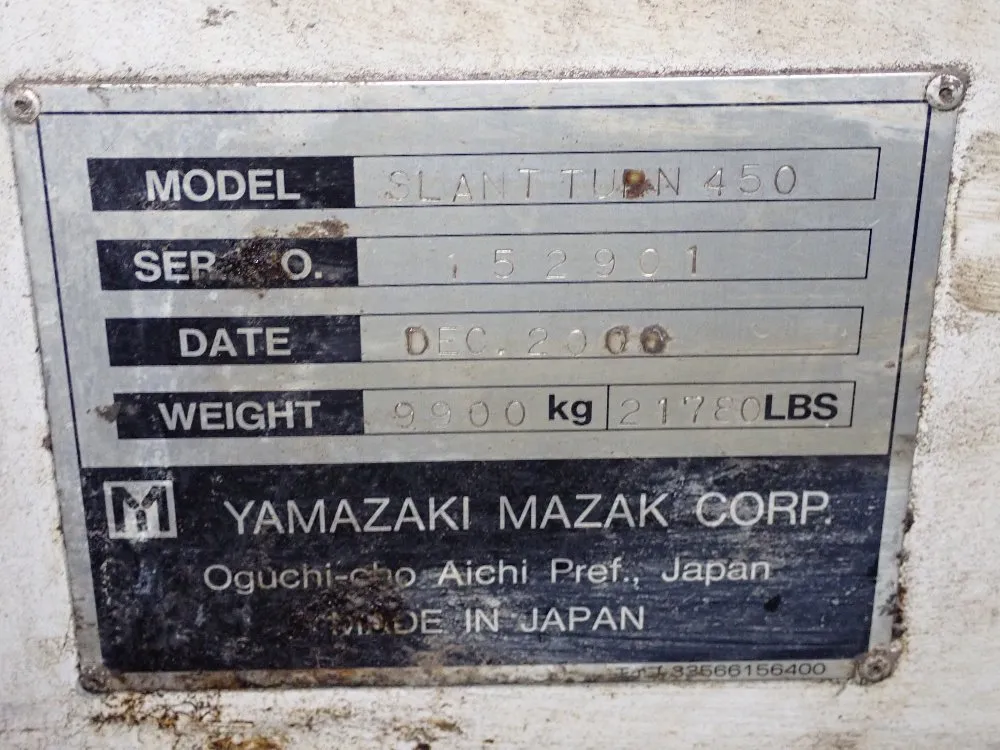 MODEL SLANT TURN 450
SER. NO. 152901
DATE DEC. 2000
WEIGHT 9900 kg 21780 LBS
M YAMAZAKI MAZAK CORP.
Oguchi-cho Aichi Pref., Japan
MADE IN JAPAN
33566156400